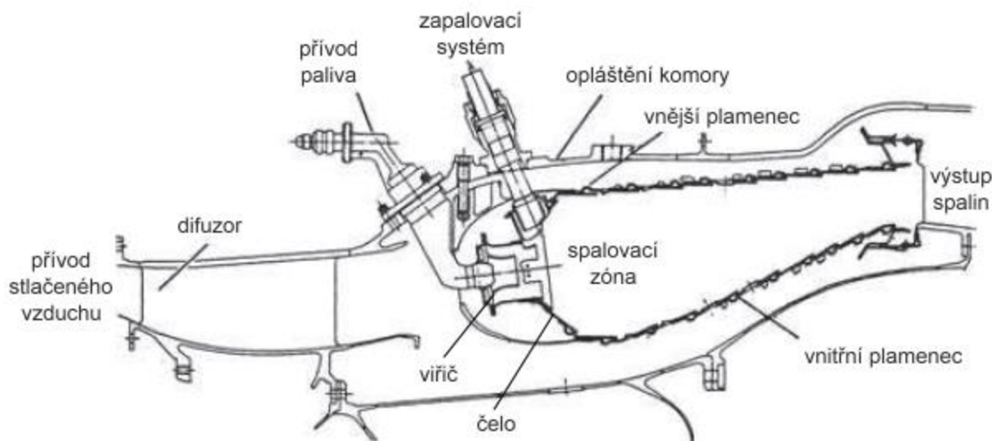 zapalovací
systém
přívod
paliva
opláštění komory
vnější plamenec
výstup
spalin
difuzor
přívod
stlačeného
vzduchu
spalovací
zóna
viřič
vnitřní plamenec
čelo